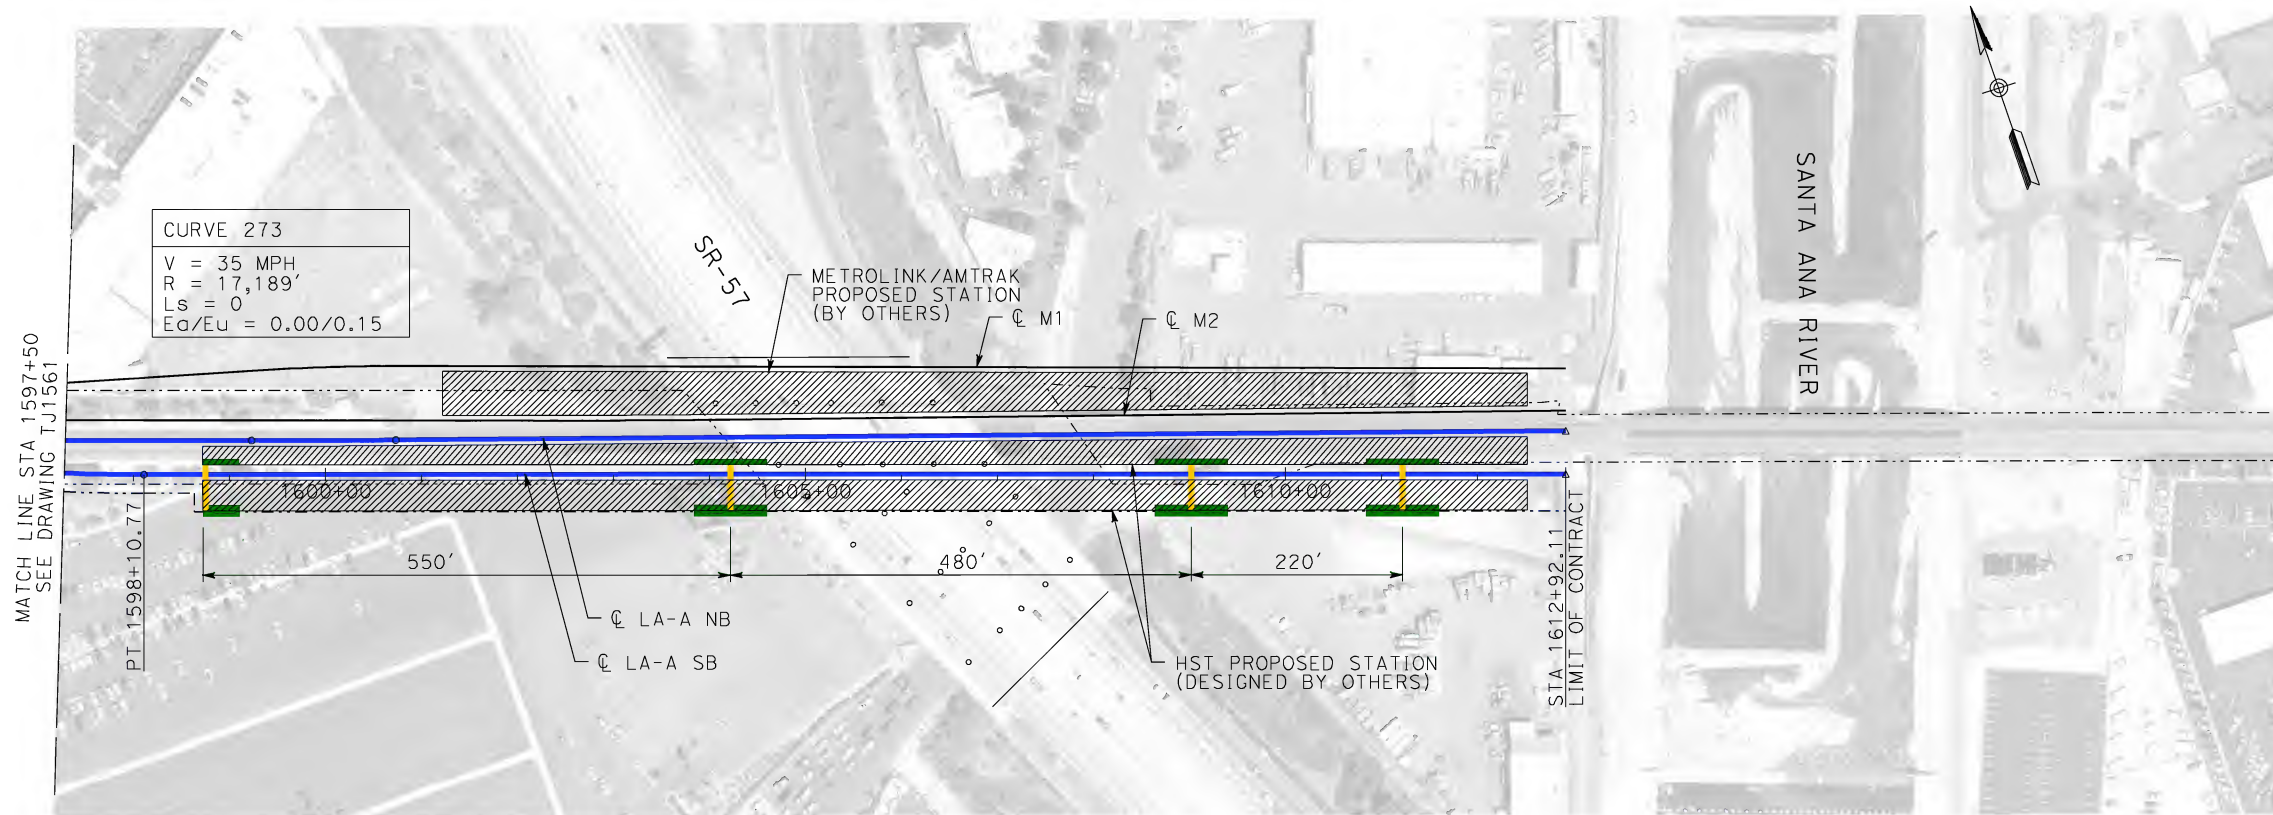 CURVE 273
V = 35 MPH
R = 17,189'
Ls = 0
Ea/Eu = 0.00/0.15
SR-57
METROLINK/AMTRAK
PROPOSED STATION
(BY OTHERS)
℄ M1
℄ M2
SANTA ANA RIVER
MATCH LINE STA 1597+50
SEE DRAWING TJ1561
PT 1598+10.77
1600+00
1605+00
1610+00
550'
480'
220'
℄ LA-A NB
℄ LA-A SB
HST PROPOSED STATION
(DESIGNED BY OTHERS)
STA 1612+92.11
LIMIT OF CONTRACT